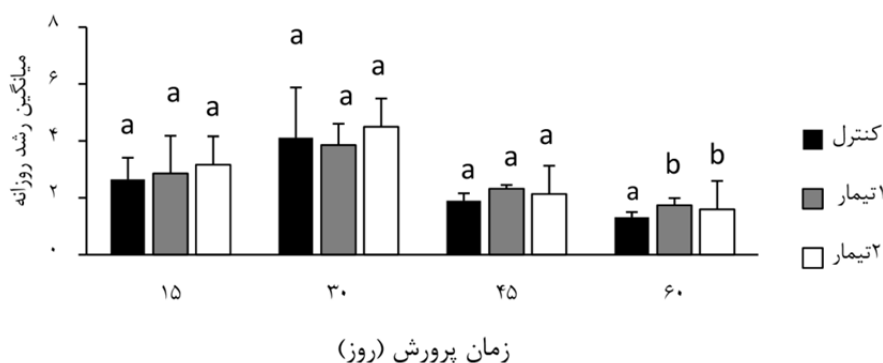 میانگین رشد روزانه
۸
۶
۴
۲
۰
a a a
a a a
a a a
a b b
۱۵ ۳۰ ۴۵ ۶۰
زمان پرورش (روز)
کنترل
تیمار۱
تیمار۲